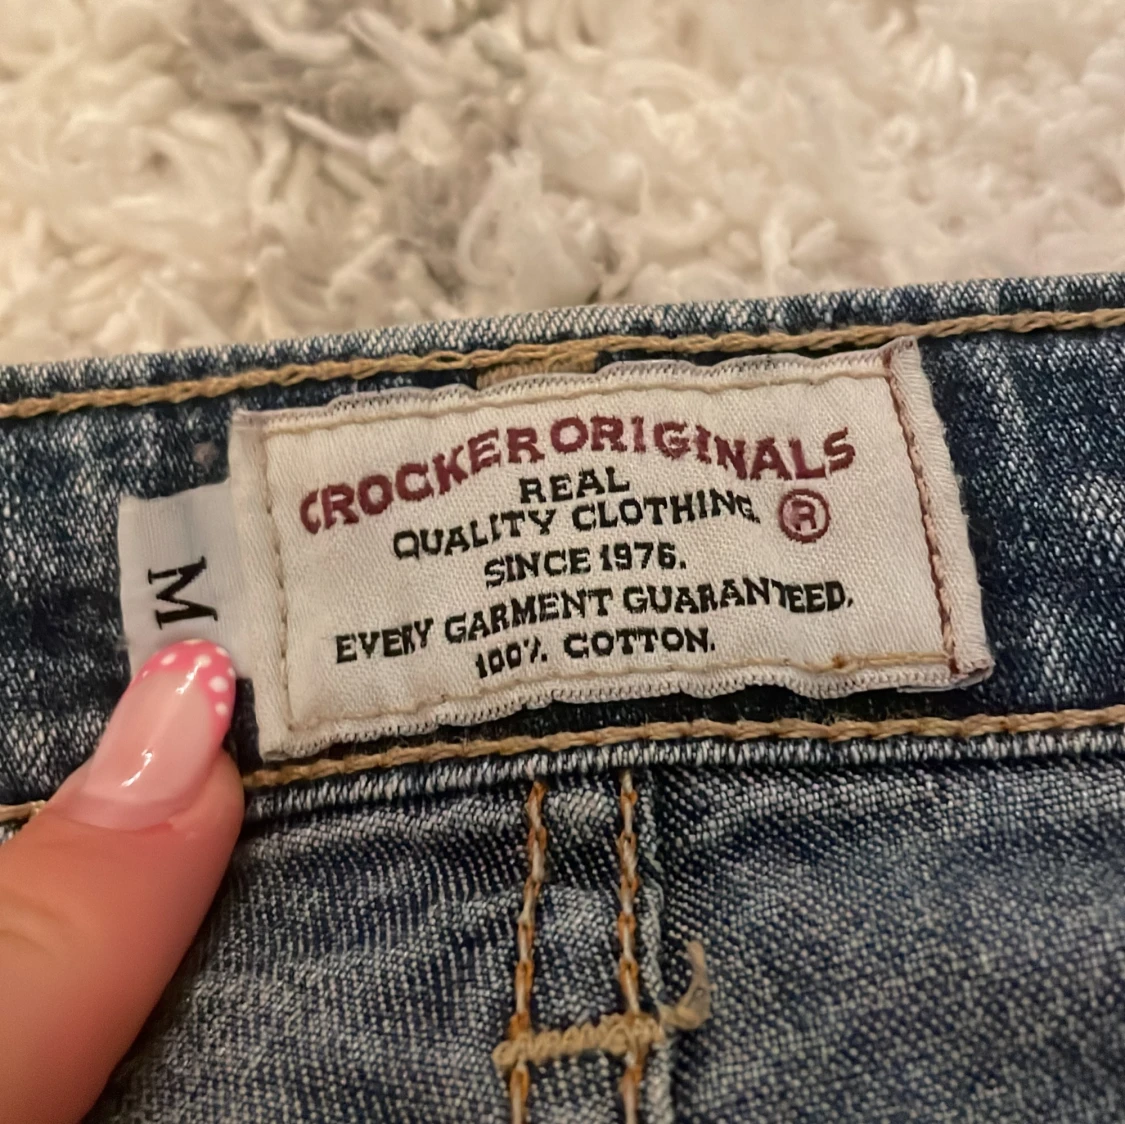 CROCKER ORIGINALS
REAL
QUALITY CLOTHING ®
SINCE 1976.
EVERY GARMENT GUARANTEED.
100% COTTON.
M